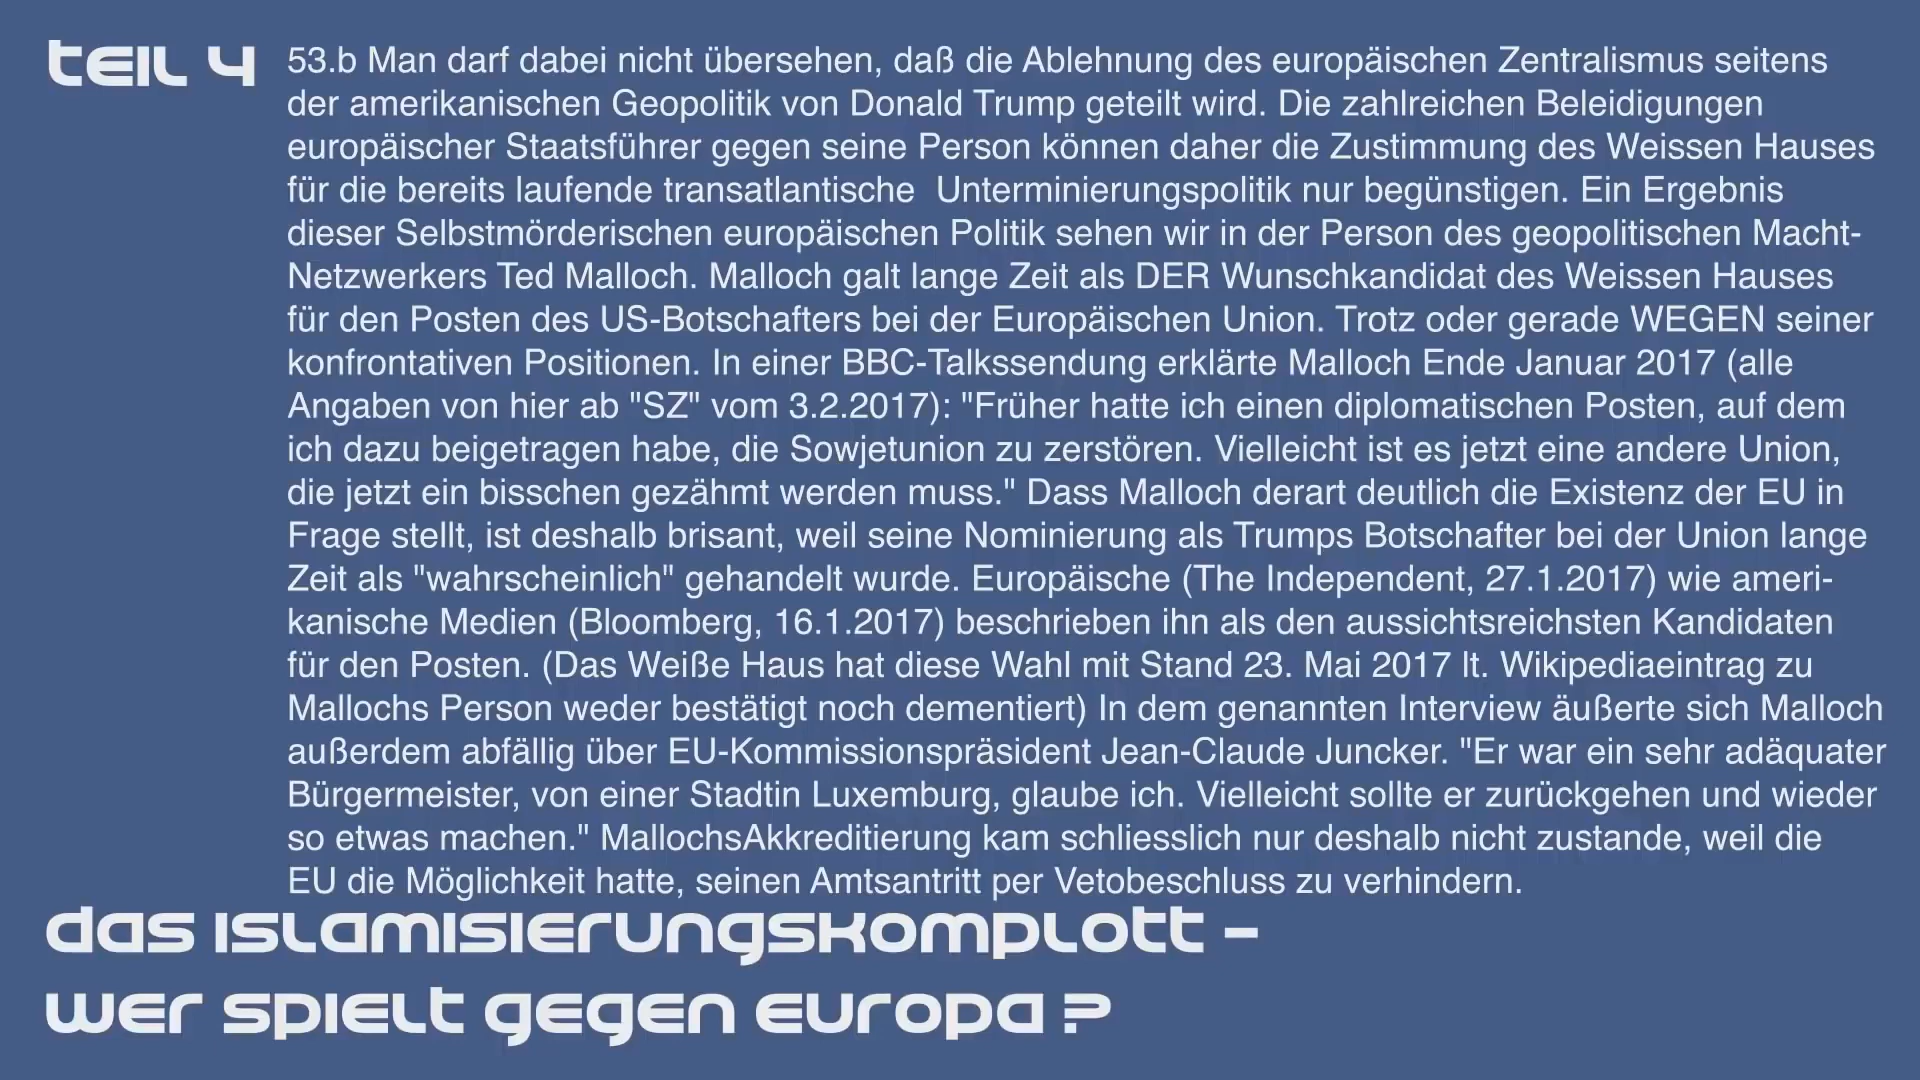 TEIL 4
53.b Man darf dabei nicht übersehen, daß die Ablehnung des europäischen Zentralismus seitens
der amerikanischen Geopolitik von Donald Trump geteilt wird. Die zahlreichen Beleidigungen
europäischer Staatsführer gegen seine Person können daher die Zustimmung des Weissen Hauses
für die bereits laufende transatlantische  Unterminierungspolitik nur begünstigen. Ein Ergebnis
dieser Selbstmörderischen europäischen Politik sehen wir in der Person des geopolitischen Macht-
Netzwerkers Ted Malloch. Malloch galt lange Zeit als DER Wunschkandidat des Weissen Hauses
für den Posten des US-Botschafters bei der Europäischen Union. Trotz oder gerade WEGEN seiner
konfrontativen Positionen. In einer BBC-Talkssendung erklärte Malloch Ende Januar 2017 (alle
Angaben von hier ab "SZ" vom 3.2.2017): "Früher hatte ich einen diplomatischen Posten, auf dem
ich dazu beigetragen habe, die Sowjetunion zu zerstören. Vielleicht ist es jetzt eine andere Union,
die jetzt ein bisschen gezähmt werden muss." Dass Malloch derart deutlich die Existenz der EU in
Frage stellt, ist deshalb brisant, weil seine Nominierung als Trumps Botschafter bei der Union lange
Zeit als "wahrscheinlich" gehandelt wurde. Europäische (The Independent, 27.1.2017) wie ameri-
kanische Medien (Bloomberg, 16.1.2017) beschrieben ihn als den aussichtsreichsten Kandidaten
für den Posten. (Das Weiße Haus hat diese Wahl mit Stand 23. Mai 2017 lt. Wikipediaeintrag zu
Mallochs Person weder bestätigt noch dementiert) In dem genannten Interview äußerte sich Malloch
außerdem abfällig über EU-Kommissionspräsident Jean-Claude Juncker. "Er war ein sehr adäquater
Bürgermeister, von einer Stadtin Luxemburg, glaube ich. Vielleicht sollte er zurückgehen und wieder
so etwas machen." MallochsAkkreditierung kam schliesslich nur deshalb nicht zustande, weil die
EU die Möglichkeit hatte, seinen Amtsantritt per Vetobeschluss zu verhindern.
das Islamisierungskomplott –
wer spielt gegen Europa ?